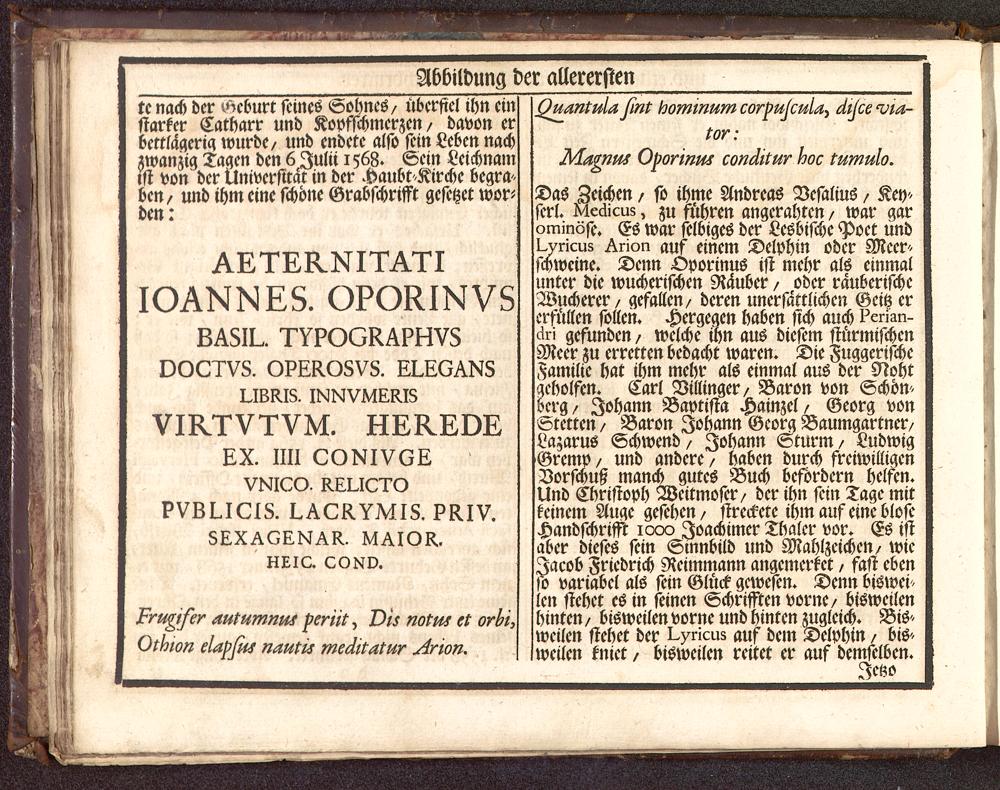 Abbildung der allerersten
te nach der Geburt seines Sohnes, überfiel ihn ein
starker Catharr und Kopfschmerzen, davon er
bettlägerig wurde, und endete also sein Leben nach
zwanzig Tagen den 6 Julii 1568. Sein Leichnam
ist von der Universität in der Haubt-Kirche begra-
ben, und ihm eine schöne Grabschrifft gesetzet wor-
den:
AETERNITATI
IOANNES. OPORINVS
BASIL. TYPOGRAPHVS
DOCTVS. OPEROSVS. ELEGANS
LIBRIS. INNVMERIS
VIRTVTVM. HEREDE
EX. IIII CONIVGE
VNICO. RELICTO
PVBLICIS. LACRYMIS. PRIV.
SEXAGENAR. MAIOR.
HEIC. COND.
Frugifer autumnus periit, Dis notus et orbi,
Othion elapsus nautis meditatur Arion.
Quantula sint hominum corpuscula, disce via-
tor:
Magnus Oporinus conditur hoc tumulo.
Das Zeichen, so ihme Andreas Vesalius, Key-
serl. Medicus, zu führen angerahten, war gar
ominöse. Es war selbiges der Lesbische Poet und
Lyricus Arion auf einem Delphin oder Meer-
schweine. Denn Oporinus ist mehr als einmal
unter die wucherischen Räuber, oder räuberische
Wucherer, gefallen, deren unersättlichen Geitz er
erfüllen sollen. Hergegen haben sich auch Perian-
dri gefunden, welche ihn aus diesem stürmischen
Meer zu erretten bedacht waren. Die Fuggerische
Familie hat ihm mehr als einmal aus der Noht
geholfen. Carl Villinger, Baron von Schön-
berg, Johann Baptista Hainzel, Georg von
Stetten, Baron Johann Georg Baumgartner,
Lazarus Schwend, Johann Sturm, Ludwig
Gremp, und andere, haben durch freiwilligen
Vorschuß manch gutes Buch befördern helfen.
Und Christoph Weitmoser, der ihn sein Tage mit
keinem Auge gesehen, streckete ihm auf eine blose
Handschrifft 1000 Joachimer Thaler vor. Es ist
aber dieses sein Sinnbild und Mahlzeichen, wie
Jacob Friedrich Reimmann angemerket, fast eben
so variabel als sein Glück gewesen. Denn biswei-
len stehet es in seinen Schrifften vorne, bisweilen
hinten, bisweilen vorne und hinten zugleich. Bis-
weilen stehet der Lyricus auf dem Delphin, bis-
weilen kniet, bisweilen reitet er auf demselben.
Jetzo